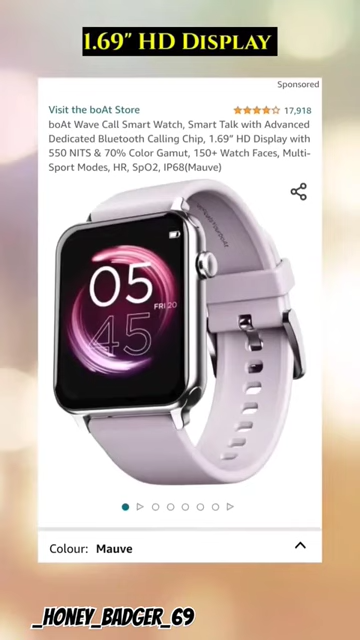 1.69" HD Display
Sponsored
Visit the boAt Store
17,918
boAt Wave Call Smart Watch, Smart Talk with Advanced
Dedicated Bluetooth Calling Chip, 1.69” HD Display with
550 NITS & 70% Color Gamut, 150+ Watch Faces, Multi-
Sport Modes, HR, SpO2, IP68(Mauve)
05
FRI 20
45
Colour: Mauve
_HONEY_BADGER_69